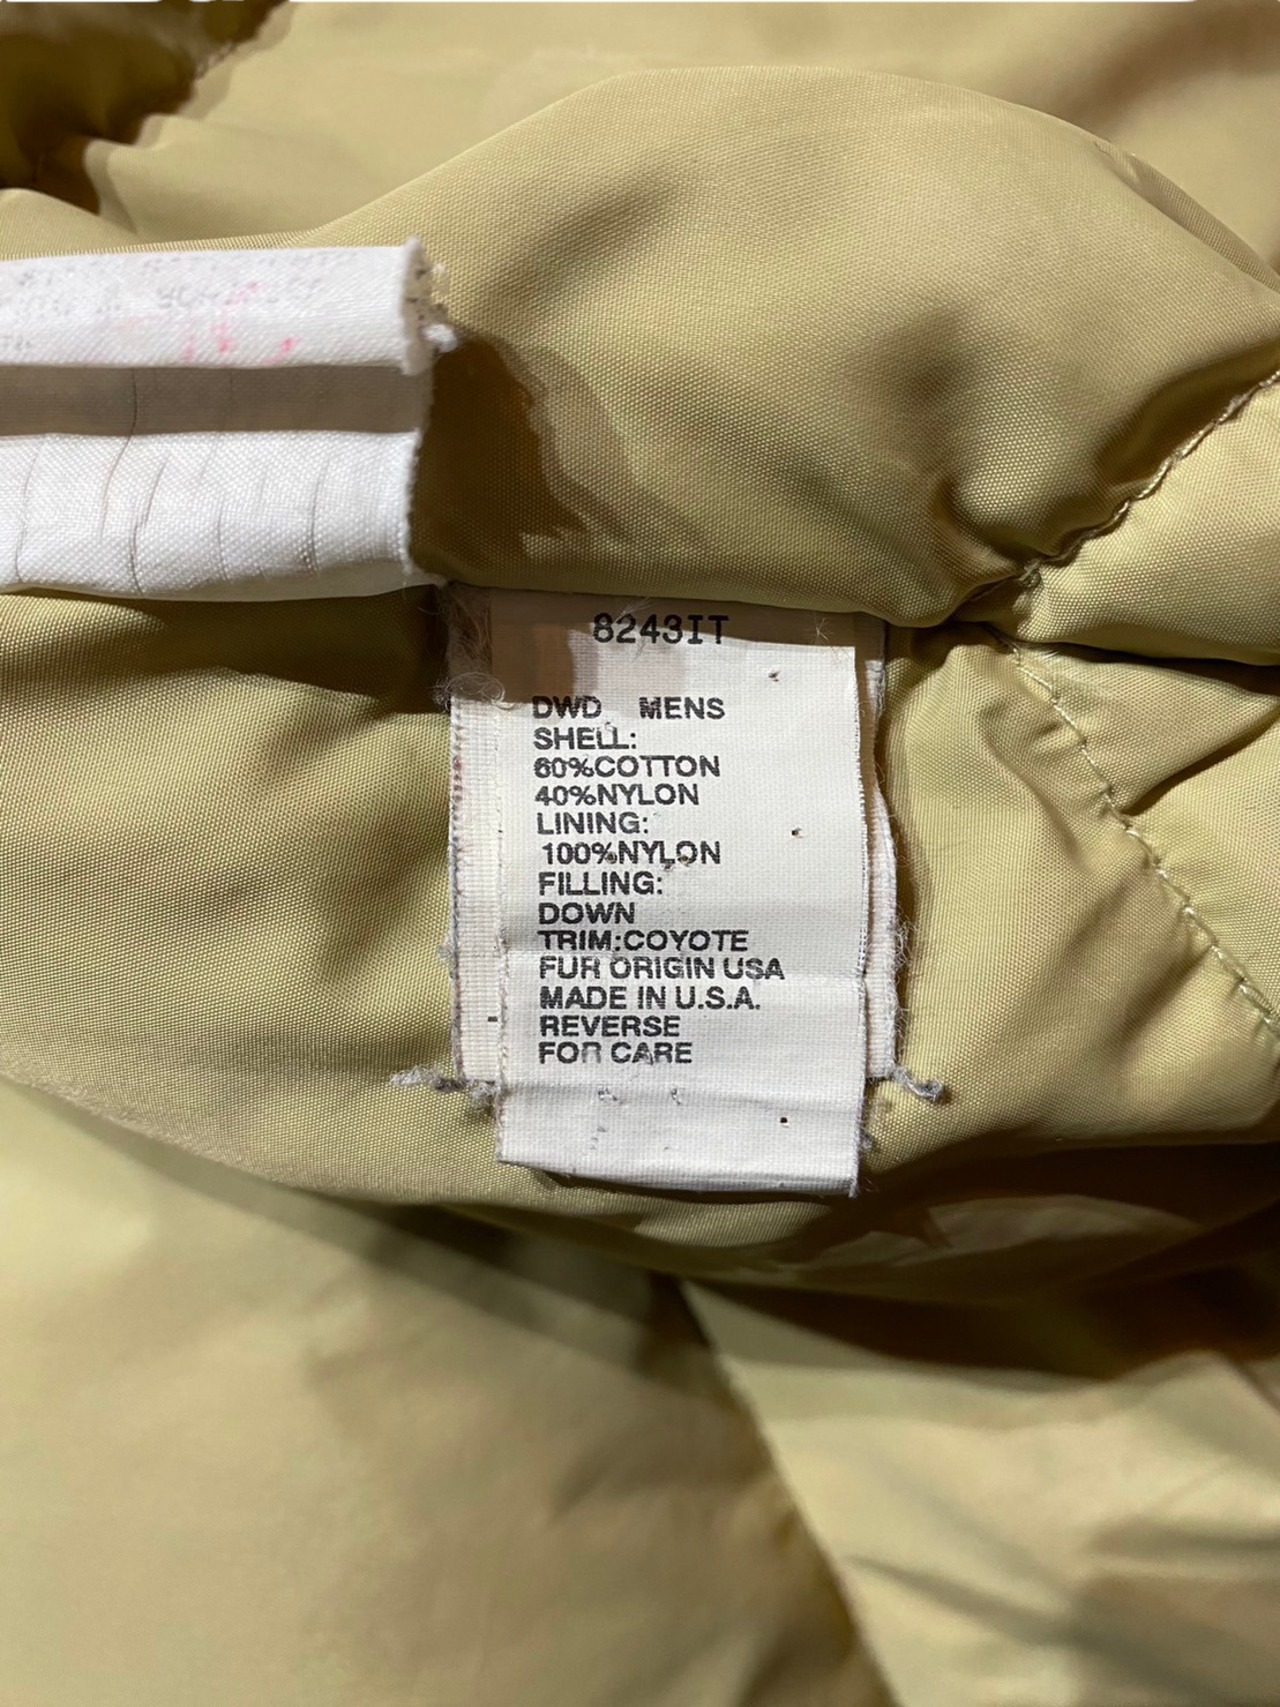 8243IT
DWD MENS
SHELL:
60%COTTON
40%NYLON
LINING:
100%NYLON
FILLING:
DOWN
TRIM:COYOTE
FUR ORIGIN USA
MADE IN U.S.A.
REVERSE
FOR CARE